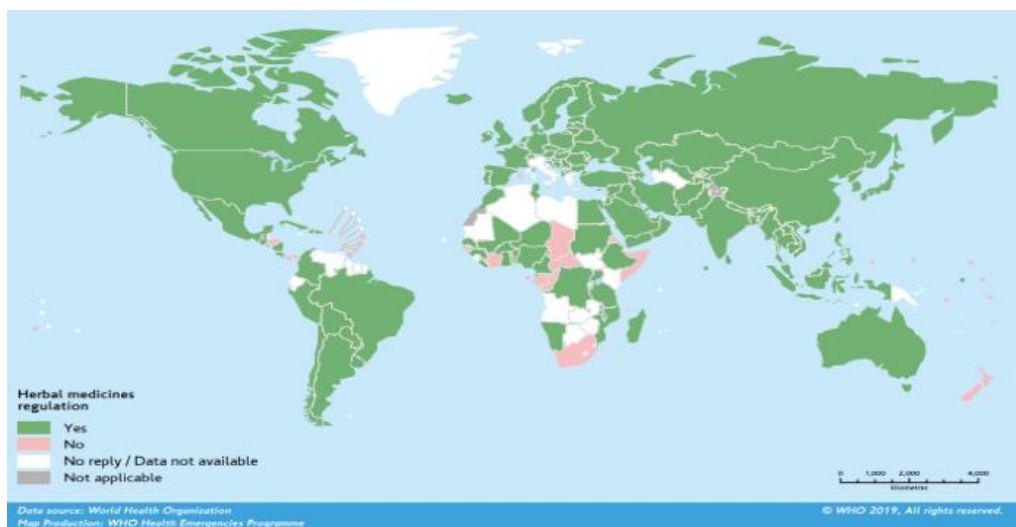 Herbal medicines
regulation
Yes
No
No reply / Data not available
Not applicable
0 1,000 2,000 4,000
kilometres
Data source: World Health Organization
Map Production: WHO Health Emergencies Programme
© WHO 2019, All rights reserved.